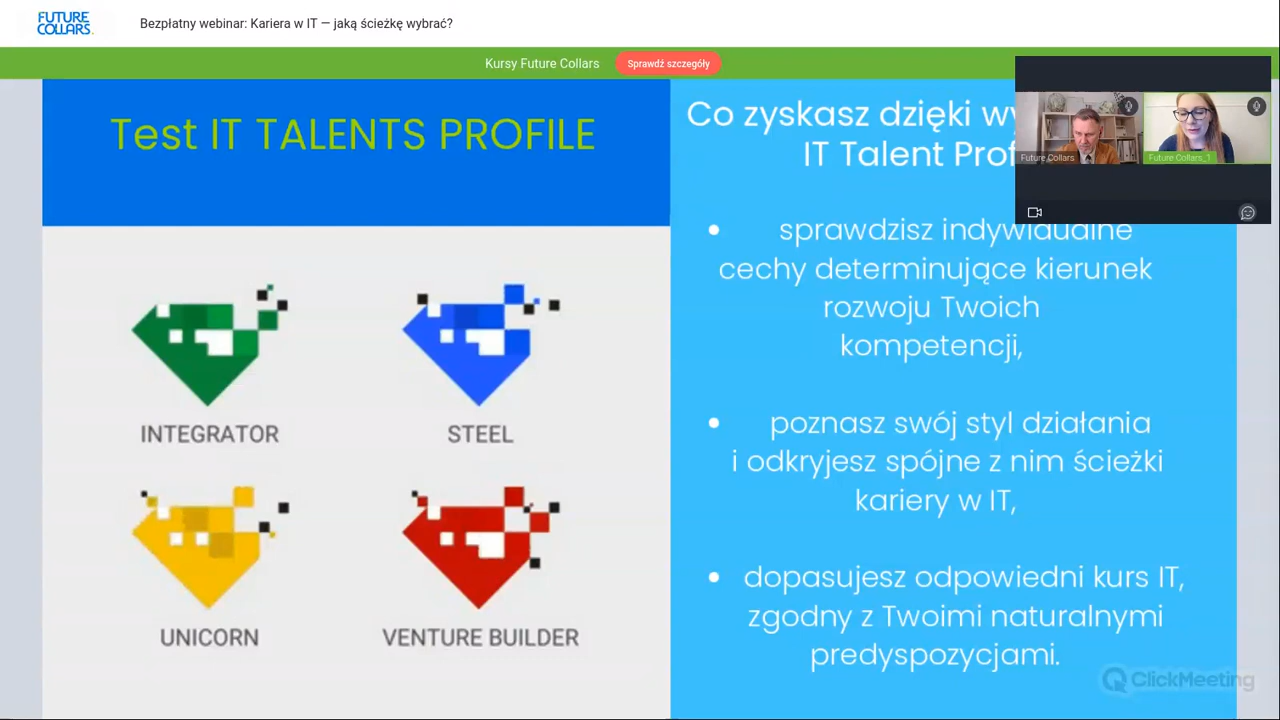 FUTURE
COLLARS.
Bezpłatny webinar: Kariera w IT — jaką ścieżkę wybrać?
Kursy Future Collars
Sprawdź szczegóły
Test IT TALENTS PROFILE
INTEGRATOR
STEEL
UNICORN
VENTURE BUILDER
Co zyskasz dzięki
IT Talent
• sprawdzisz indywidualne
cechy determinujące kierunek
rozwoju Twoich
kompetencji,
• poznasz swój styl działania
i odkryjesz spójne z nim ścieżki
kariery w IT,
• dopasujesz odpowiedni kurs IT,
zgodny z Twoimi naturalnymi
predyspozycjami.
Future Collars
Future Collars_1
ClickMeeting